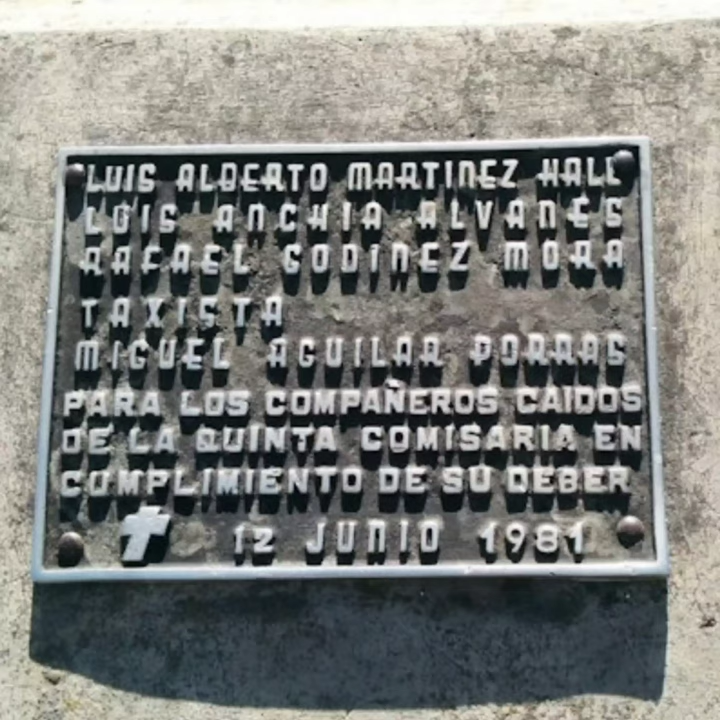 LUIS ALBERTO MARTINEZ HALL
LUIS ANCHIA ALVANES
RAFAEL GODINEZ MORA
TAXISTA
MIGUEL AGUILAR PORRAS
PARA LOS COMPAÑEROS CAIDOS
DE LA QUINTA COMISARIA EN
CUMPLIMIENTO DE SU DEBER
12 JUNIO 1981